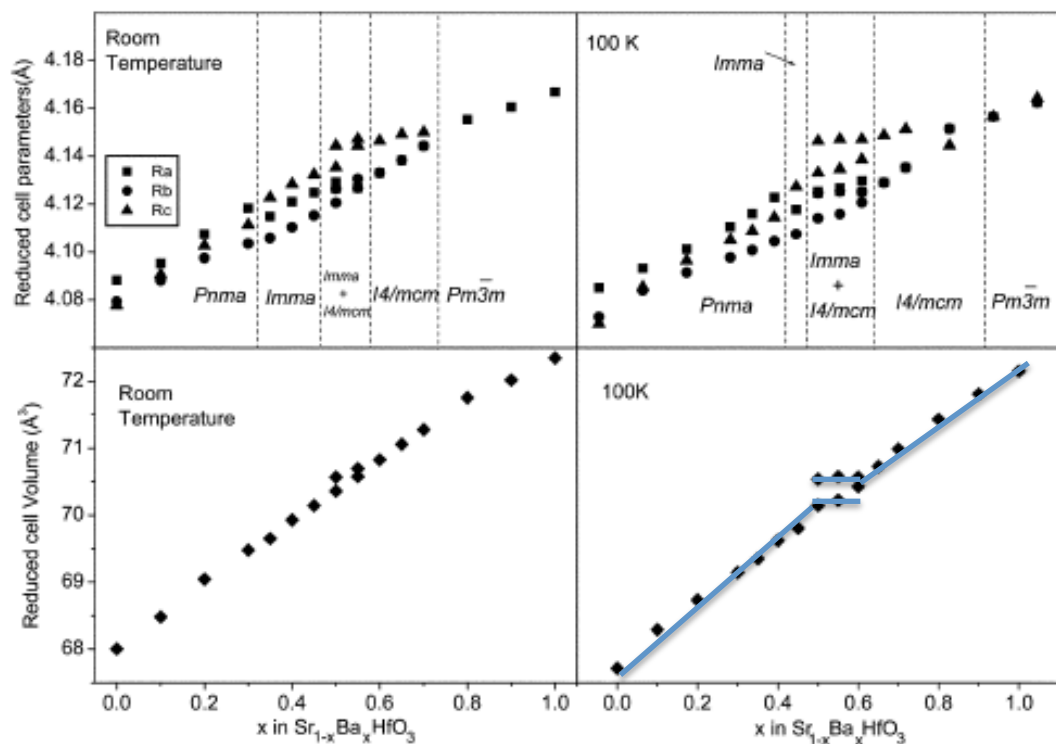 Room
Temperature
100 K
Imma
Reduced cell parameters(Å)
4.18
4.16
4.14
4.12
4.10
4.08
Ra
Rb
Rc
Pnma
Imma
Imma
+
I4/mcm
I4/mcm
Pm3̅m
Pnma
Imma
+
I4/mcm
I4/mcm
Pm3̅m
Reduced cell Volume (Å³)
72
71
70
69
68
Room
Temperature
100K
0.0 0.2 0.4 0.6 0.8 1.0
x in Sr₁₋ₓBaₓHfO₃
0.0 0.2 0.4 0.6 0.8 1.0
x in Sr₁₋ₓBaₓHfO₃